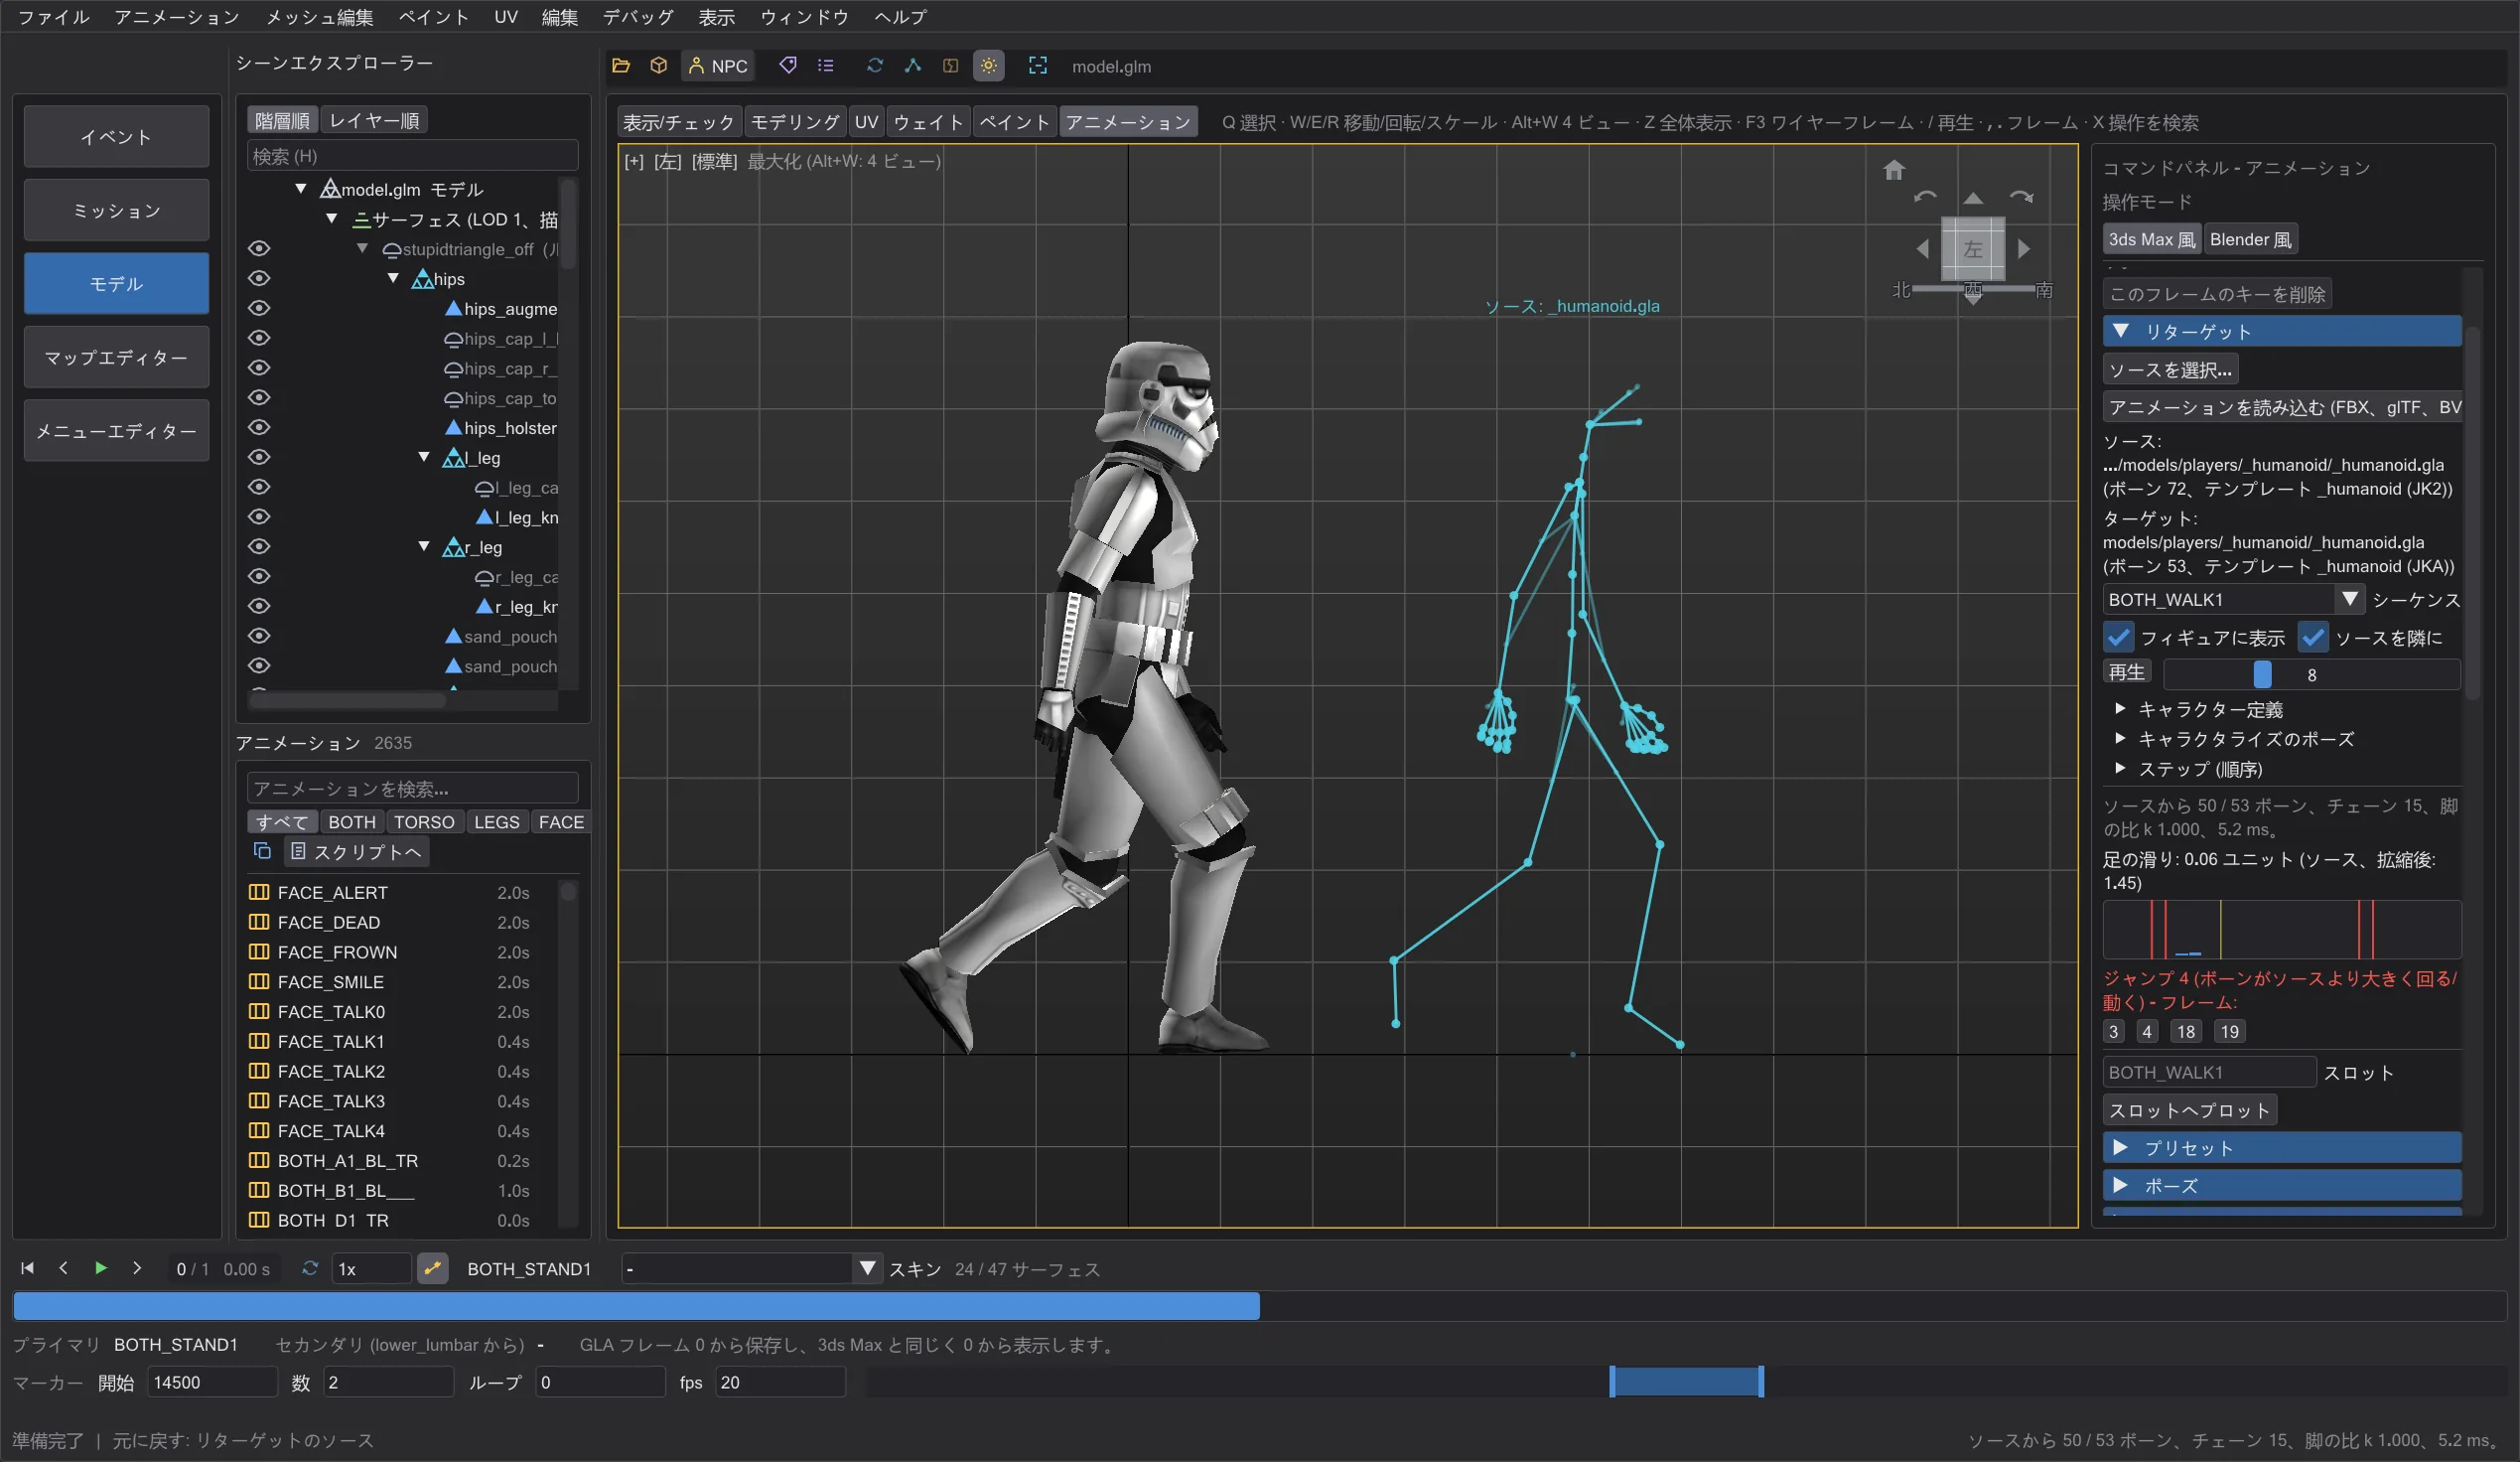 ファイル アニメーション メッシュ編集 ペイント UV 編集 デバッグ 表示 ウィンドウ ヘルプ
シーンエクスプローラー
NPC model.glm
イベント
ミッション
モデル
マップエディター
メニューエディター
階層順 レイヤー順
検索 (H)
model.glm モデル
サーフェス (LOD 1、描
stupidtriangle_off
hips
hips_augme
hips_cap_l_
hips_cap_r_
hips_cap_to
hips_holster
l_leg
l_leg_ca
l_leg_kn
r_leg
r_leg_ca
r_leg_kn
sand_pouch
sand_pouch
アニメーション 2635
アニメーションを検索...
すべて BOTH TORSO LEGS FACE
スクリプトへ
FACE_ALERT 2.0s
FACE_DEAD 2.0s
FACE_FROWN 2.0s
FACE_SMILE 2.0s
FACE_TALK0 2.0s
FACE_TALK1 0.4s
FACE_TALK2 0.4s
FACE_TALK3 0.4s
FACE_TALK4 0.4s
BOTH_A1_BL_TR 0.2s
BOTH_B1_BL___ 1.0s
BOTH_D1_TR 0.0s
表示/チェック モデリング UV ウェイト ペイント アニメーション Q 選択 · W/E/R 移動/回転/スケール · Alt+W 4 ビュー · Z 全体表示 · F3 ワイヤーフレーム · / 再生 · , . フレーム · X 操作を検索
[+] [左] [標準] 最大化 (Alt+W: 4 ビュー)
左
北 西 南
ソース: _humanoid.gla
コマンドパネル - アニメーション
操作モード
3ds Max 風 Blender 風
このフレームのキーを削除
リターゲット
ソースを選択...
アニメーションを読み込む (FBX、glTF、BV
ソース:
.../models/players/_humanoid/_humanoid.gla
(ボーン 72、テンプレート _humanoid (JK2))
ターゲット:
models/players/_humanoid/_humanoid.gla
(ボーン 53、テンプレート _humanoid (JKA))
BOTH_WALK1 シーケンス
フィギュアに表示 ソースを隣に
再生 8
キャラクター定義
キャラクタライズのポーズ
ステップ (順序)
ソースから 50 / 53 ボーン、チェーン 15、脚
の比 k 1.000、5.2 ms。
足の滑り: 0.06 ユニット (ソース、拡縮後:
1.45)
ジャンプ 4 (ボーンがソースより大きく回る/
動く) - フレーム:
3 4 18 19
BOTH_WALK1 スロット
スロットへプロット
プリセット
ポーズ
0 / 1 0.00 s 1x BOTH_STAND1 - スキン 24 / 47 サーフェス
プライマリ BOTH_STAND1 セカンダリ (lower_lumbar から) - GLA フレーム 0 から保存し、3ds Max と同じく 0 から表示します。
マーカー 開始 14500 数 2 ループ 0 fps 20
準備完了 | 元に戻す: リターゲットのソース
ソースから 50 / 53 ボーン、チェーン 15、脚の比 k 1.000、5.2 ms。